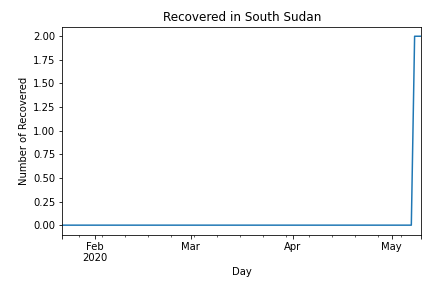 Recovered in South Sudan
2.00
1.75
1.50
1.25
1.00
0.75
0.50
0.25
0.00
Number of Recovered
Feb
2020
Mar
Apr
May
Day